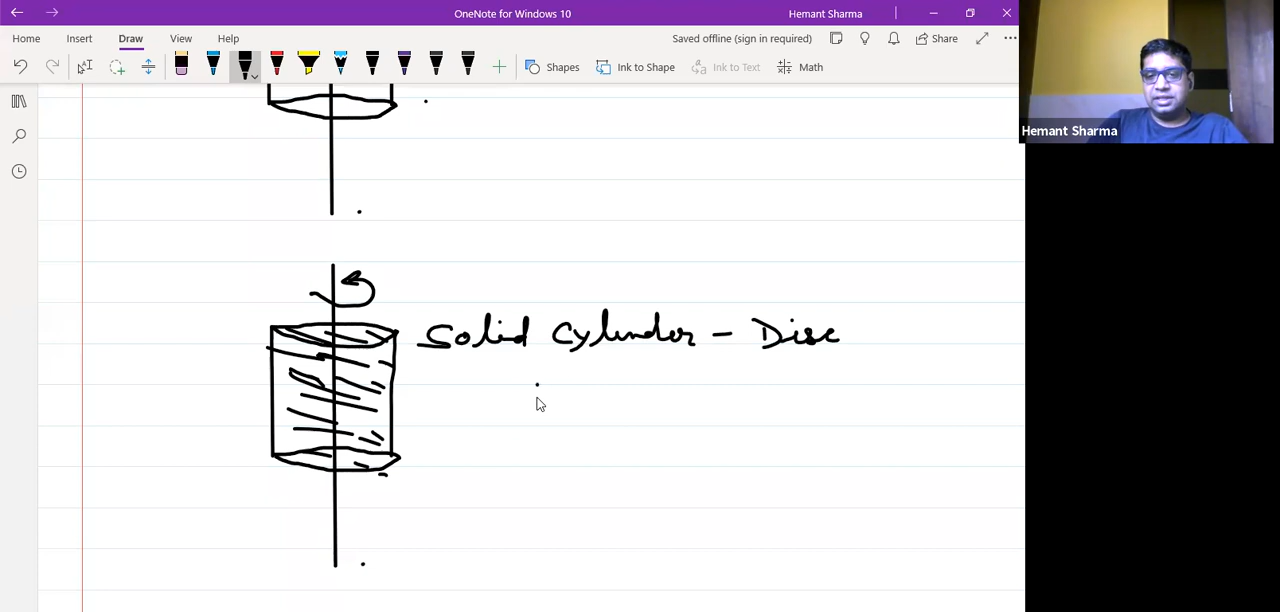 OneNote for Windows 10
Hemant Sharma
Home Insert Draw View Help
Saved offline (sign in required)
Share
Shapes
Ink to Shape
Ink to Text
Math
Hemant Sharma
Solid Cylinder - Disc